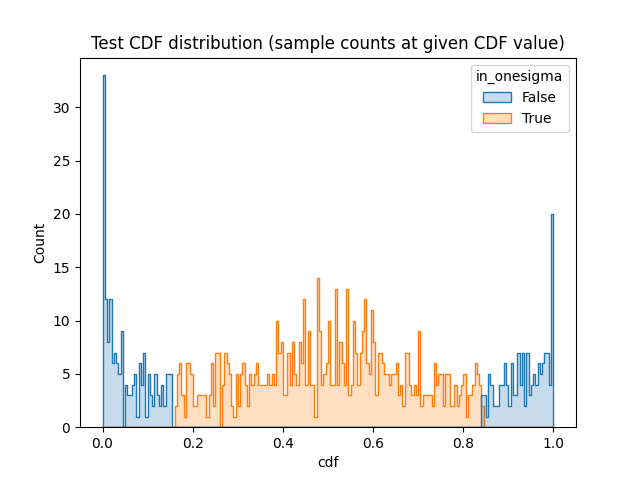 Test CDF distribution (sample counts at given CDF value)
in_onesigma
False
True
Count
30
25
20
15
10
5
0
0.0 0.2 0.4 0.6 0.8 1.0
cdf